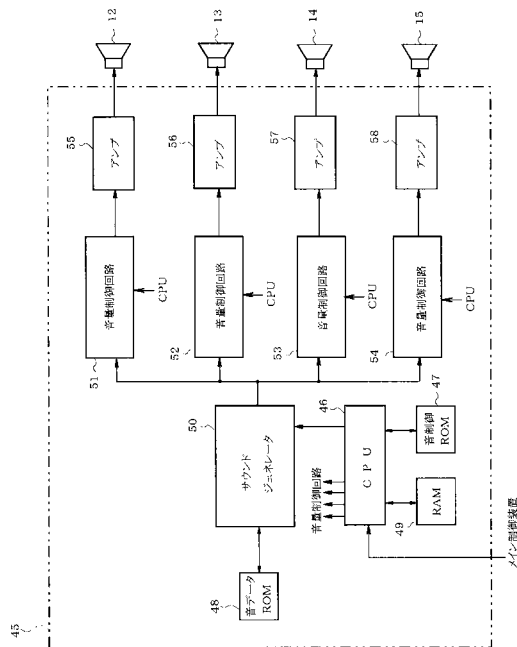 45
12
13
14
15
55
アンプ
56
アンプ
57
アンプ
58
アンプ
51
音量制御回路
CPU
52
音量制御回路
CPU
53
音量制御回路
CPU
54
音量制御回路
CPU
50
サウンド
ジェネレータ
46
CPU
音量制御回路
47
音制御
ROM
48
音データ
ROM
49
RAM
メイン制御装置